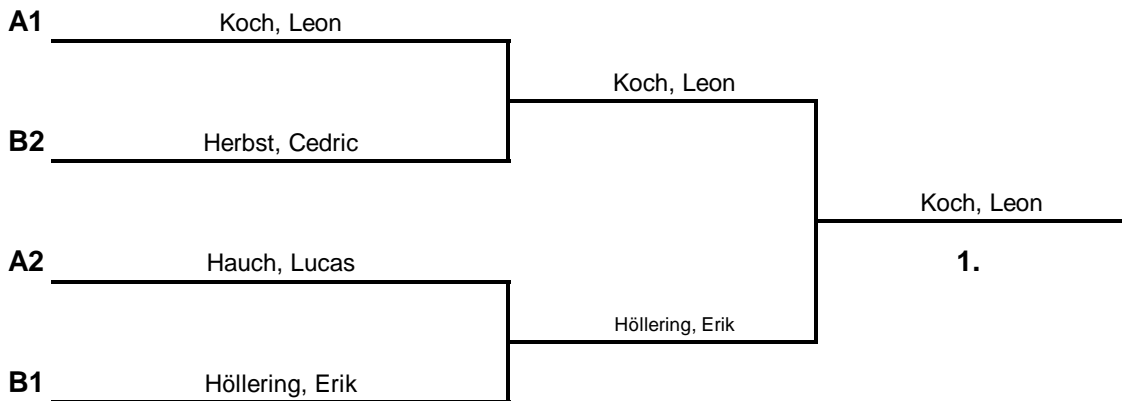 A1 Koch, Leon
Koch, Leon
B2 Herbst, Cedric
Koch, Leon
A2 Hauch, Lucas
1.
Höllering, Erik
B1 Höllering, Erik